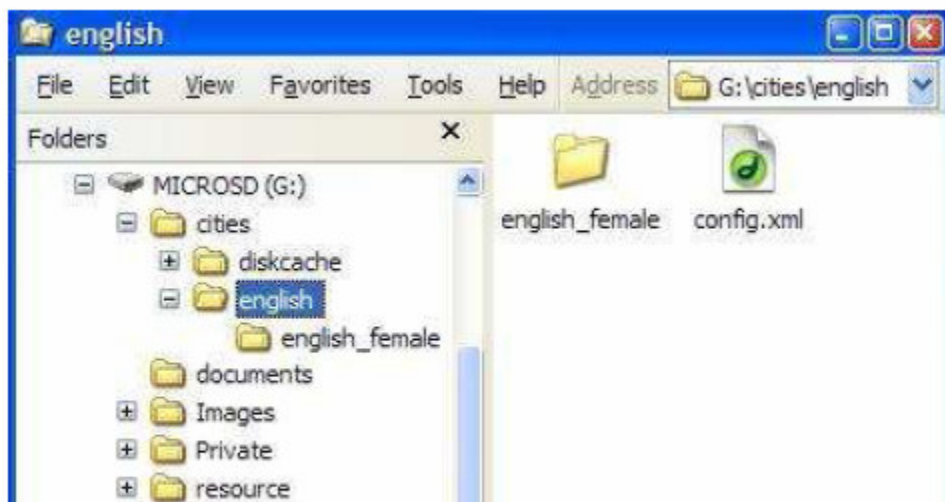 english
File Edit View Favorites Tools Help Address G:\cities\english
Folders
MICROSD (G:)
cities
diskcache
english
english_female
documents
Images
Private
resource
english_female config.xml